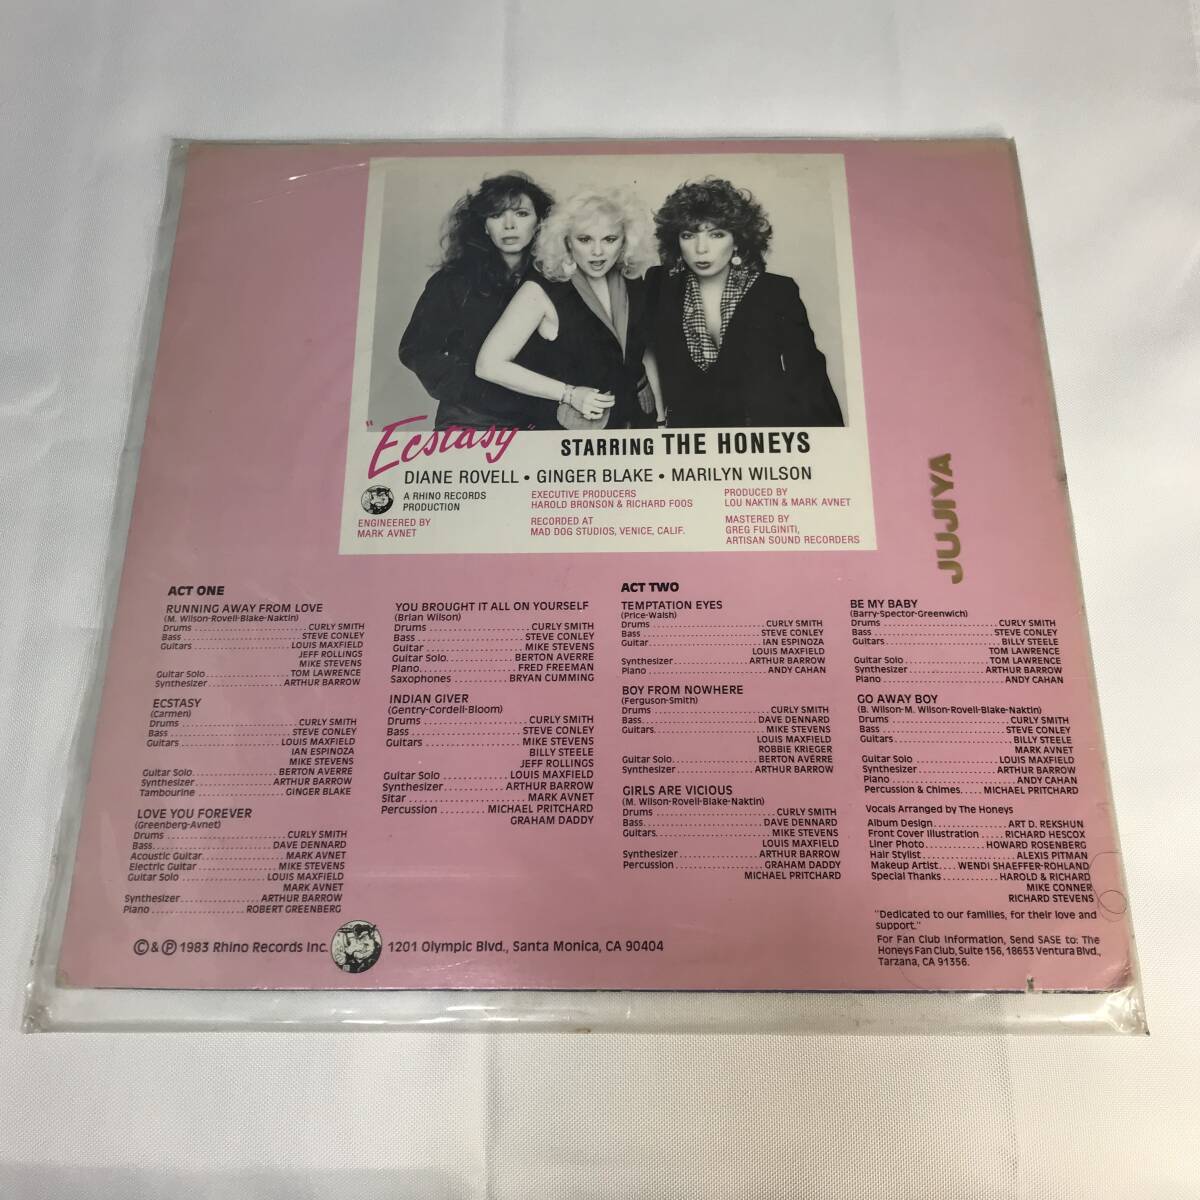 "Ecstasy" STARRING THE HONEYS
DIANE ROVELL • GINGER BLAKE • MARILYN WILSON
A RHINO RECORDS
PRODUCTION
EXECUTIVE PRODUCERS
HAROLD BRONSON & RICHARD FOOS
PRODUCED BY
LOU NAKTIN & MARK AVNET
ENGINEERED BY
MARK AVNET
RECORDED AT
MAD DOG STUDIOS, VENICE, CALIF.
MASTERED BY
GREG FULGINITI,
ARTISAN SOUND RECORDERS
JUJIYA
ACT ONE
RUNNING AWAY FROM LOVE
(M. Wilson-Rovell-Blake-Naktin)
Drums CURLY SMITH
Bass STEVE CONLEY
Guitars LOUIS MAXFIELD
JEFF ROLLINGS
MIKE STEVENS
Guitar Solo TOM LAWRENCE
Synthesizer ARTHUR BARROW
ECSTASY
(Carmen)
Drums CURLY SMITH
Bass STEVE CONLEY
Guitars LOUIS MAXFIELD
IAN ESPINOZA
MIKE STEVENS
Guitar Solo BERTON AVERRE
Synthesizer ARTHUR BARROW
Tambourine GINGER BLAKE
LOVE YOU FOREVER
(Greenberg-Avnet)
Drums CURLY SMITH
Bass DAVE DENNARD
Acoustic Guitar MARK AVNET
Electric Guitar MIKE STEVENS
Guitar Solo LOUIS MAXFIELD
MARK AVNET
Synthesizer ARTHUR BARROW
Piano ROBERT GREENBERG
YOU BROUGHT IT ALL ON YOURSELF
(Brian Wilson)
Drums CURLY SMITH
Bass STEVE CONLEY
Guitar MIKE STEVENS
Guitar Solo BERTON AVERRE
Piano FRED FREEMAN
Saxophones BRYAN CUMMING
INDIAN GIVER
(Gentry-Cordell-Bloom)
Drums CURLY SMITH
Bass STEVE CONLEY
Guitars MIKE STEVENS
BILLY STEELE
JEFF ROLLINGS
Guitar Solo LOUIS MAXFIELD
Synthesizer ARTHUR BARROW
Sitar MARK AVNET
Percussion MICHAEL PRITCHARD
GRAHAM DADDY
ACT TWO
TEMPTATION EYES
(Price-Walsh)
Drums CURLY SMITH
Bass STEVE CONLEY
Guitar IAN ESPINOZA
LOUIS MAXFIELD
Synthesizer ARTHUR BARROW
Piano ANDY CAHAN
BOY FROM NOWHERE
(Ferguson-Smith)
Drums CURLY SMITH
Bass DAVE DENNARD
Guitars MIKE STEVENS
LOUIS MAXFIELD
ROBBIE KRIEGER
Guitar Solo BERTON AVERRE
Synthesizer ARTHUR BARROW
GIRLS ARE VICIOUS
(M. Wilson-Rovell-Blake-Naktin)
Drums CURLY SMITH
Bass DAVE DENNARD
Guitars MIKE STEVENS
LOUIS MAXFIELD
Synthesizer ARTHUR BARROW
Percussion GRAHAM DADDY
MICHAEL PRITCHARD
BE MY BABY
(Barry-Spector-Greenwich)
Drums CURLY SMITH
Bass STEVE CONLEY
Guitars BILLY STEELE
TOM LAWRENCE
Guitar Solo TOM LAWRENCE
Synthesizer ARTHUR BARROW
Piano ANDY CAHAN
GO AWAY BOY
(B. Wilson-M. Wilson-Rovell-Blake-Naktin)
Drums CURLY SMITH
Bass STEVE CONLEY
Guitars BILLY STEELE
MARK AVNET
Guitar Solo LOUIS MAXFIELD
Synthesizer ARTHUR BARROW
Piano ANDY CAHAN
Percussion & Chimes MICHAEL PRITCHARD
Vocals Arranged by The Honeys
Album Design ART D. REKSHUN
Front Cover Illustration RICHARD HESCOX
Liner Photo HOWARD ROSENBERG
Hair Stylist ALEXIS PITMAN
Makeup Artist WENDI SHAEFFER-ROHLAND
Special Thanks HAROLD & RICHARD
MIKE CONNER
RICHARD STEVENS
"Dedicated to our families, for their love and
support."
For Fan Club Information, Send SASE to: The
Honeys Fan Club, Suite 156, 18653 Ventura Blvd.,
Tarzana, CA 91356.
© & ℗ 1983 Rhino Records Inc. 1201 Olympic Blvd., Santa Monica, CA 90404